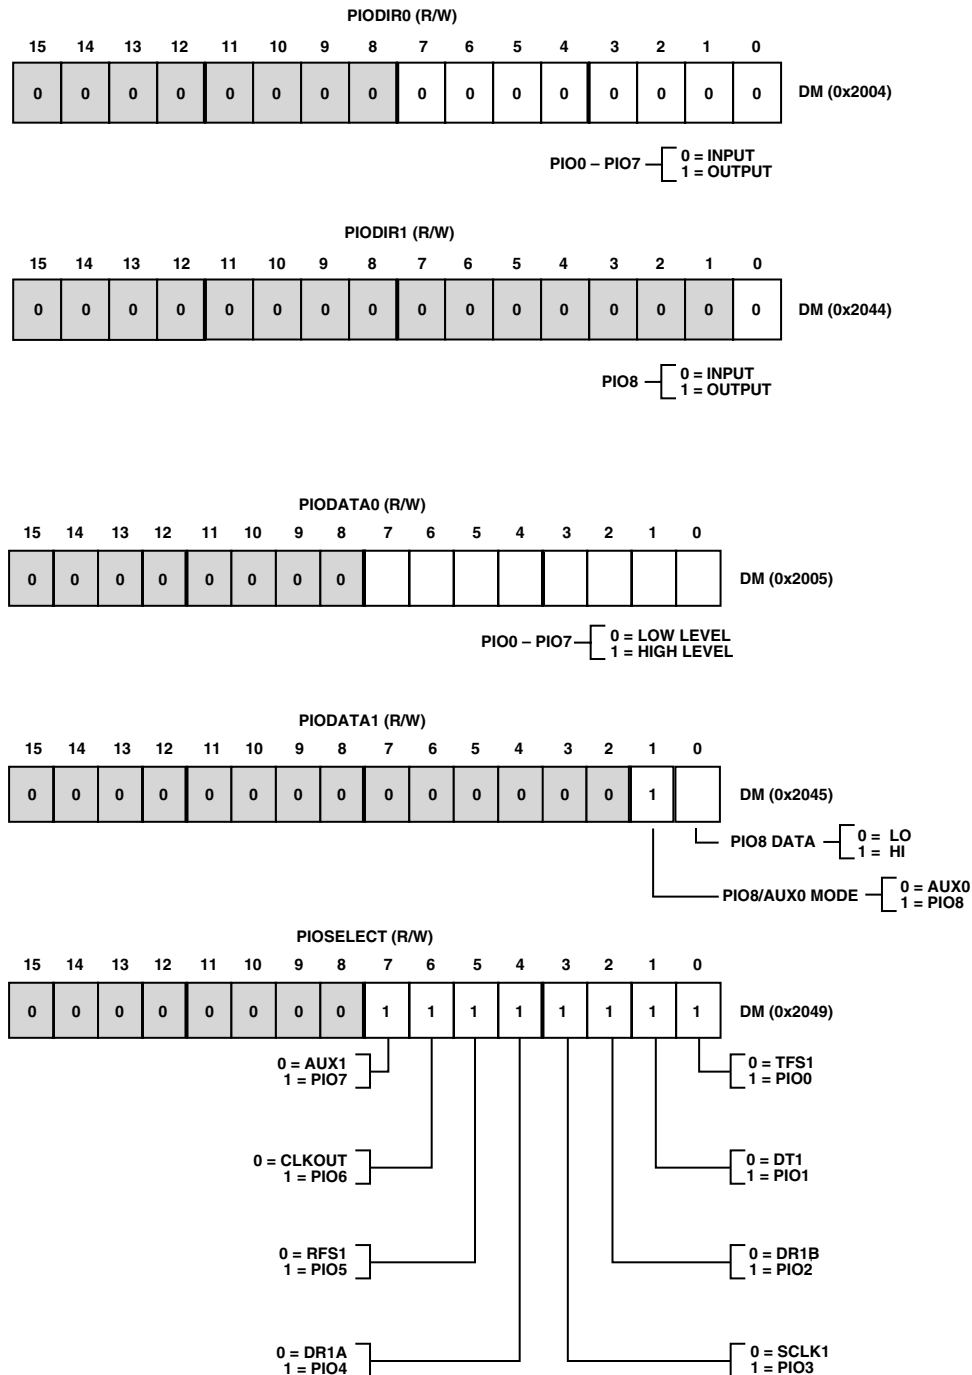 PIODIR0 (R/W)
15 14 13 12 11 10 9 8 7 6 5 4 3 2 1 0
0 0 0 0 0 0 0 0 0 0 0 0 0 0 0 0 DM (0x2004)
PIO0 – PIO7 0 = INPUT
1 = OUTPUT
PIODIR1 (R/W)
15 14 13 12 11 10 9 8 7 6 5 4 3 2 1 0
0 0 0 0 0 0 0 0 0 0 0 0 0 0 0 0 DM (0x2044)
PIO8 0 = INPUT
1 = OUTPUT
PIODATA0 (R/W)
15 14 13 12 11 10 9 8 7 6 5 4 3 2 1 0
0 0 0 0 0 0 0 0 DM (0x2005)
PIO0 – PIO7 0 = LOW LEVEL
1 = HIGH LEVEL
PIODATA1 (R/W)
15 14 13 12 11 10 9 8 7 6 5 4 3 2 1 0
0 0 0 0 0 0 0 0 0 0 0 0 0 0 1 DM (0x2045)
PIO8 DATA 0 = LO
1 = HI
PIO8/AUX0 MODE 0 = AUX0
1 = PIO8
PIOSELECT (R/W)
15 14 13 12 11 10 9 8 7 6 5 4 3 2 1 0
0 0 0 0 0 0 0 0 1 1 1 1 1 1 1 1 DM (0x2049)
0 = AUX1 0 = TFS1
1 = PIO7 1 = PIO0
0 = CLKOUT 0 = DT1
1 = PIO6 1 = PIO1
0 = RFS1 0 = DR1B
1 = PIO5 1 = PIO2
0 = DR1A 0 = SCLK1
1 = PIO4 1 = PIO3